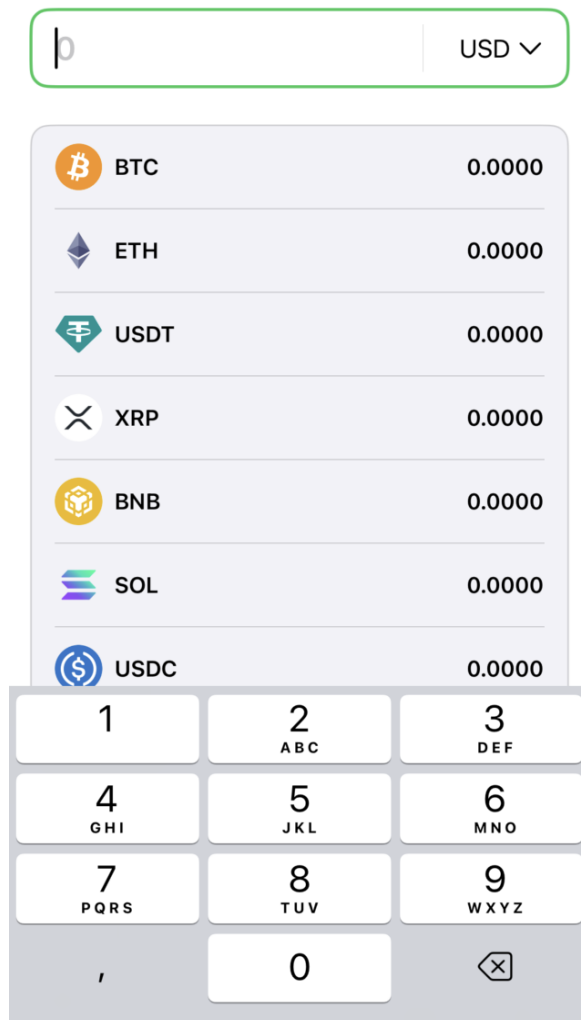 0 USD
BTC 0.0000
ETH 0.0000
USDT 0.0000
XRP 0.0000
BNB 0.0000
SOL 0.0000
USDC 0.0000
1 2 3
ABC DEF
4 5 6
GHI JKL MNO
7 8 9
PQRS TUV WXYZ
, 0